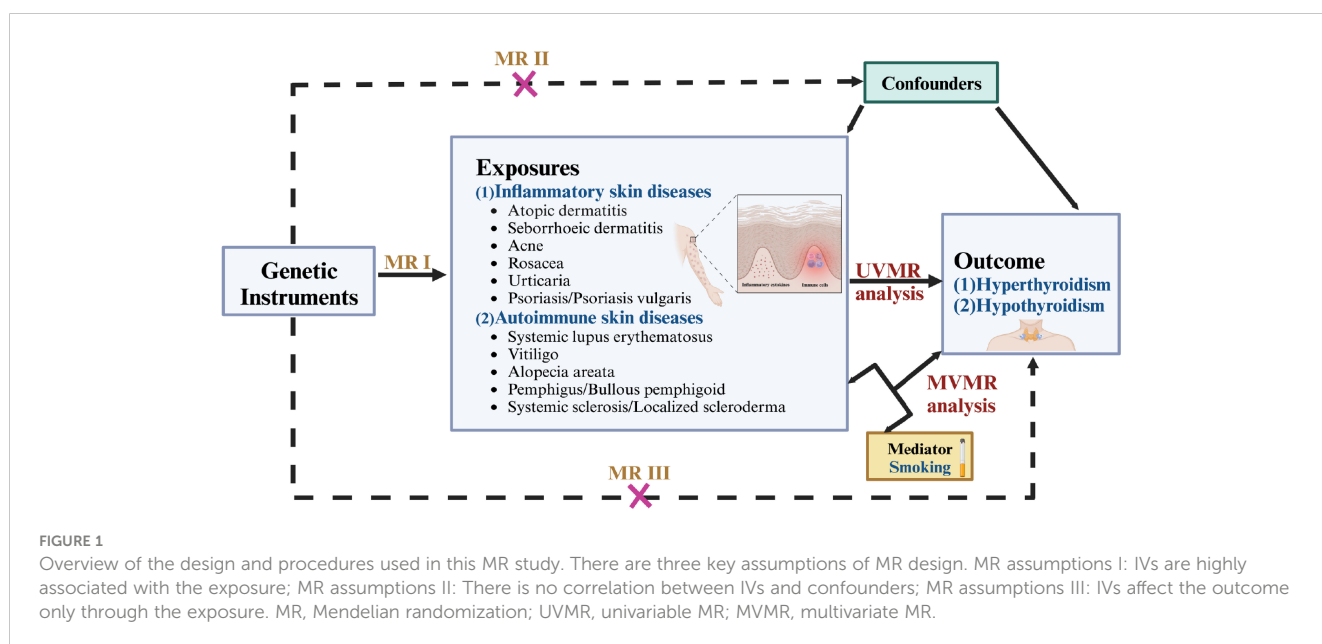 MR II
Confounders
Exposures
(1)Inflammatory skin diseases
• Atopic dermatitis
• Seborrhoeic dermatitis
• Acne
• Rosacea
• Urticaria
• Psoriasis/Psoriasis vulgaris
(2)Autoimmune skin diseases
• Systemic lupus erythematosus
• Vitiligo
• Alopecia areata
• Pemphigus/Bullous pemphigoid
• Systemic sclerosis/Localized scleroderma
Inflammatory cytokines
Immune cells
Genetic
Instruments
MR I
UVMR
analysis
Outcome
(1)Hyperthyroidism
(2)Hypothyroidism
MVMR
analysis
Mediator
Smoking
MR III
FIGURE 1
Overview of the design and procedures used in this MR study. There are three key assumptions of MR design. MR assumptions I: IVs are highly
associated with the exposure; MR assumptions II: There is no correlation between IVs and confounders; MR assumptions III: IVs affect the outcome
only through the exposure. MR, Mendelian randomization; UVMR, univariable MR; MVMR, multivariate MR.